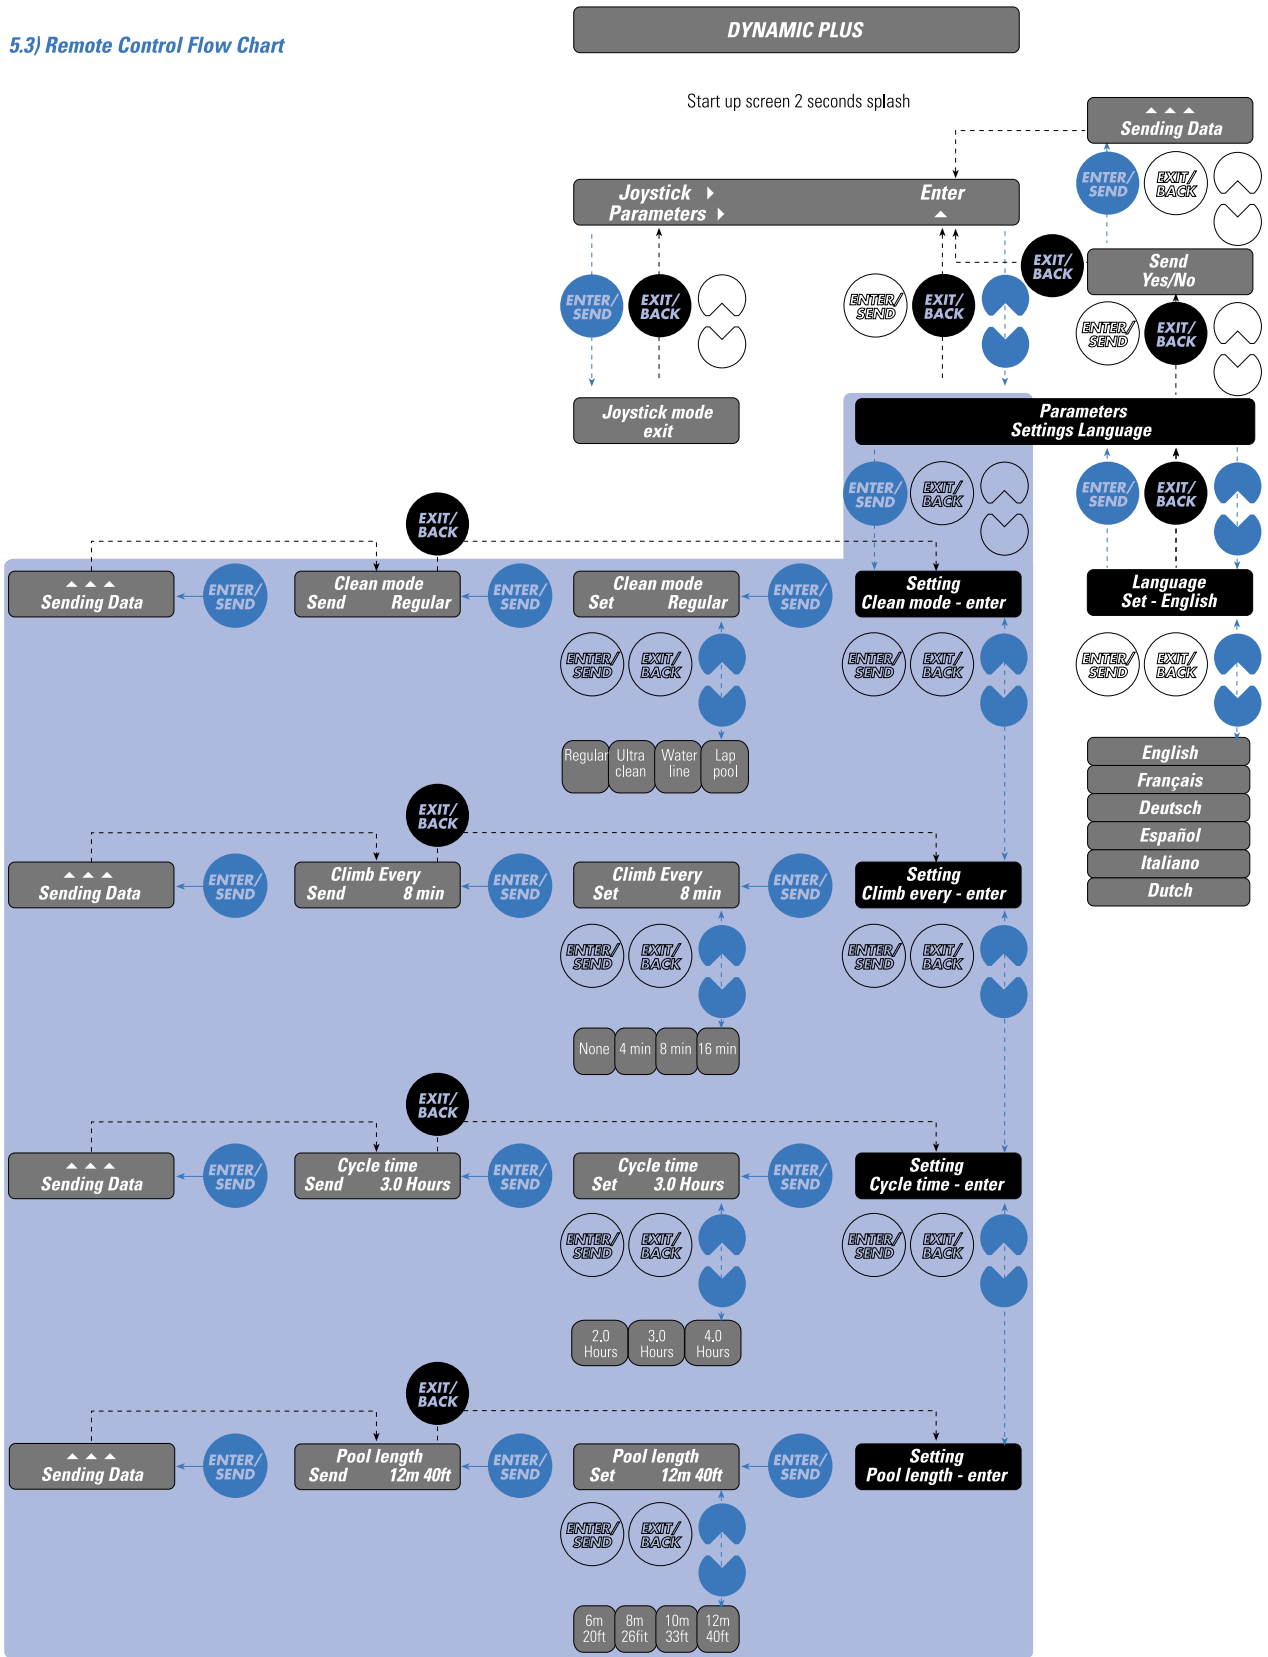 5.3) Remote Control Flow Chart
DYNAMIC PLUS
Start up screen 2 seconds splash
Sending Data
ENTER/
SEND
EXIT/
BACK
Joystick
Parameters
Enter
EXIT/
BACK
Send
Yes/No
ENTER/
SEND
EXIT/
BACK
ENTER/
SEND
EXIT/
BACK
ENTER/
SEND
EXIT/
BACK
Joystick mode
exit
Parameters
Settings Language
ENTER/
SEND
EXIT/
BACK
ENTER/
SEND
EXIT/
BACK
EXIT/
BACK
Sending Data
ENTER/
SEND
Clean mode
Send Regular
ENTER/
SEND
Clean mode
Set Regular
ENTER/
SEND
Setting
Clean mode - enter
Language
Set - English
ENTER/
SEND
EXIT/
BACK
ENTER/
SEND
EXIT/
BACK
ENTER/
SEND
EXIT/
BACK
Regular
Ultra
clean
Water
line
Lap
pool
English
Français
Deutsch
Español
Italiano
Dutch
EXIT/
BACK
Sending Data
ENTER/
SEND
Climb Every
Send 8 min
ENTER/
SEND
Climb Every
Set 8 min
ENTER/
SEND
Setting
Climb every - enter
ENTER/
SEND
EXIT/
BACK
ENTER/
SEND
EXIT/
BACK
None
4 min
8 min
16 min
EXIT/
BACK
Sending Data
ENTER/
SEND
Cycle time
Send 3.0 Hours
ENTER/
SEND
Cycle time
Set 3.0 Hours
ENTER/
SEND
Setting
Cycle time - enter
ENTER/
SEND
EXIT/
BACK
ENTER/
SEND
EXIT/
BACK
2.0
Hours
3.0
Hours
4.0
Hours
EXIT/
BACK
Sending Data
ENTER/
SEND
Pool length
Send 12m 40ft
ENTER/
SEND
Pool length
Set 12m 40ft
ENTER/
SEND
Setting
Pool length - enter
ENTER/
SEND
EXIT/
BACK
6m
20ft
8m
26fit
10m
33ft
12m
40ft